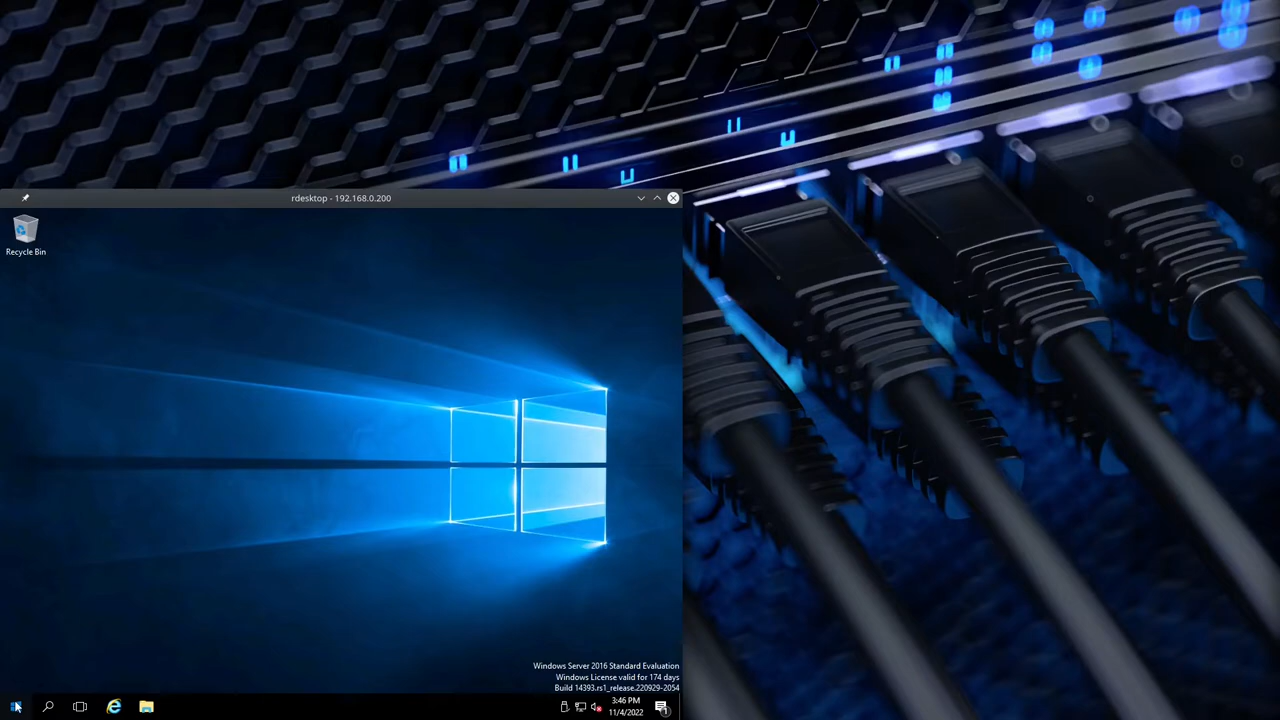 rdesktop - 192.168.0.200
Recycle Bin
Windows Server 2016 Standard Evaluation
Windows License valid for 174 days
Build 14393.rs1_release.220929-2054
3:46 PM
11/4/2022
1